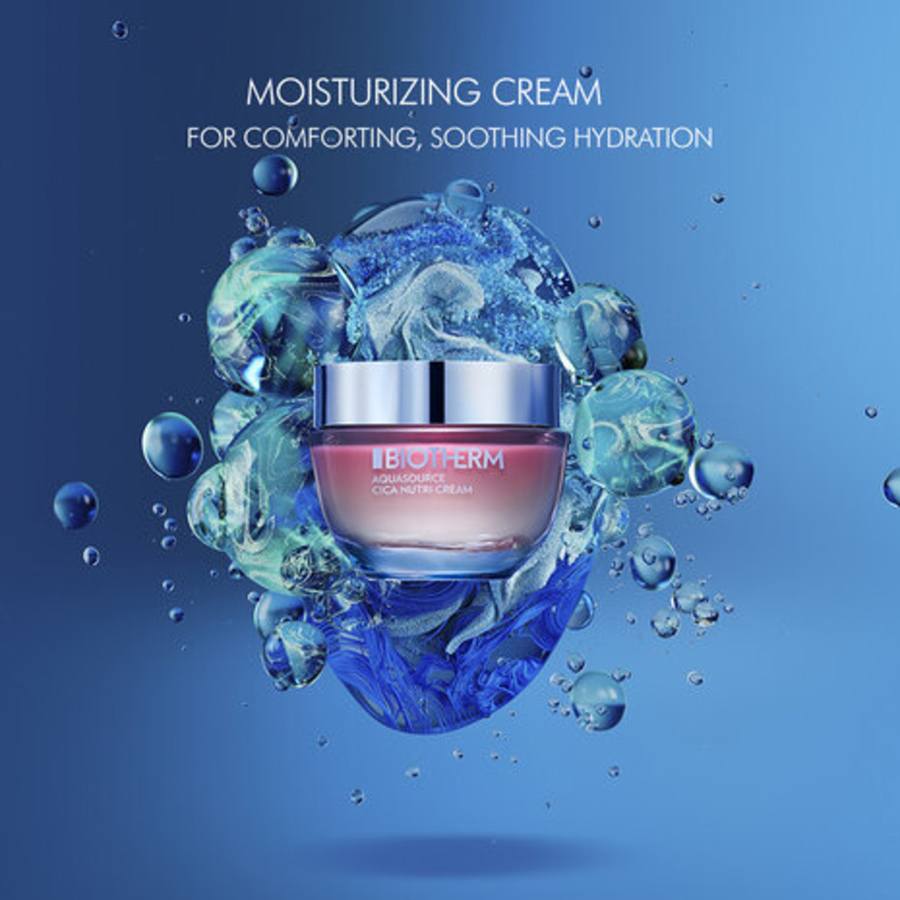 MOISTURIZING CREAM
FOR COMFORTING, SOOTHING HYDRATION
BIOTHERM
AQUASOURCE
CICA NUTRI CREAM